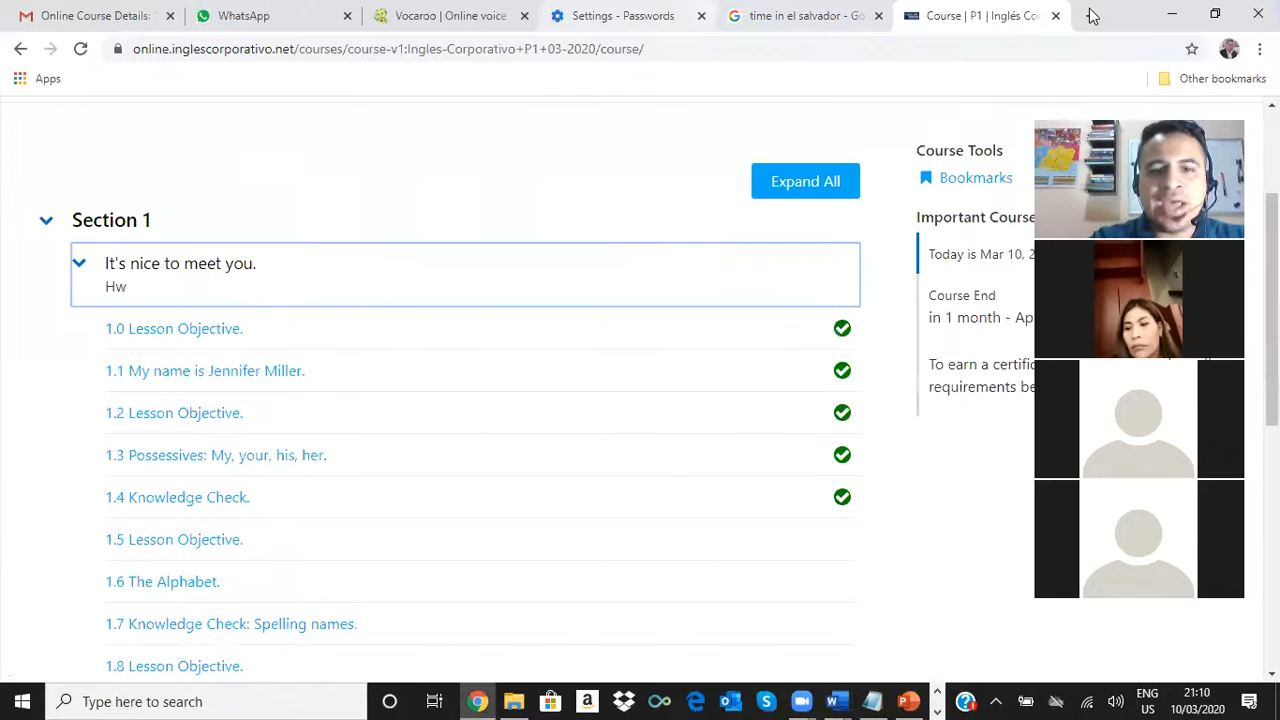 Online Course Details:
WhatsApp
Vocaroo | Online voice
Settings - Passwords
time in el salvador - Go
Course | P1 | Inglés Co
online.inglescorporativo.net/courses/course-v1:Ingles-Corporativo+P1+03-2020/course/
Apps
Other bookmarks
Expand All
Section 1
It's nice to meet you.
Hw
1.0 Lesson Objective.
1.1 My name is Jennifer Miller.
1.2 Lesson Objective.
1.3 Possessives: My, your, his, her.
1.4 Knowledge Check.
1.5 Lesson Objective.
1.6 The Alphabet.
1.7 Knowledge Check: Spelling names.
1.8 Lesson Objective.
Course Tools
Bookmarks
Important Course
Today is Mar 10, 2
Course End
in 1 month - Ap
To earn a certific
requirements be
Type here to search
ENG
US
21:10
10/03/2020